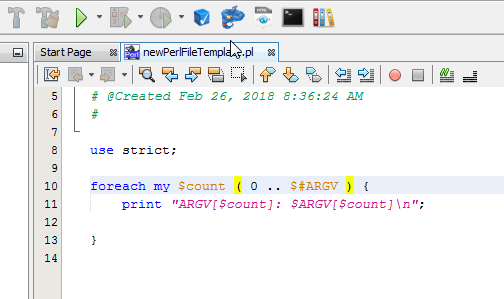 Start Page
newPerlFileTemplate.pl
5 # @Created Feb 26, 2018 8:36:24 AM
6 #
7
8 use strict;
9
10 foreach my $count ( 0 .. $#ARGV ) {
11 print "ARGV[$count]: $ARGV[$count]\n";
12
13 }
14